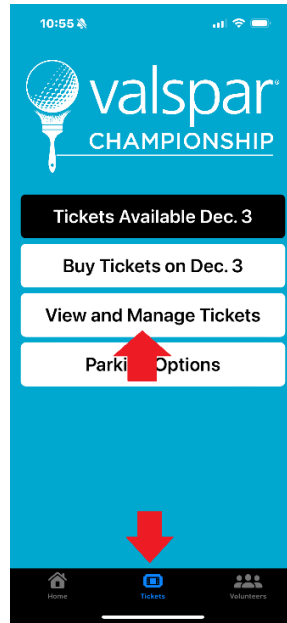 10:55
valspar
CHAMPIONSHIP
Tickets Available Dec. 3
Buy Tickets on Dec. 3
View and Manage Tickets
Parking Options
Home
Tickets
Volunteers